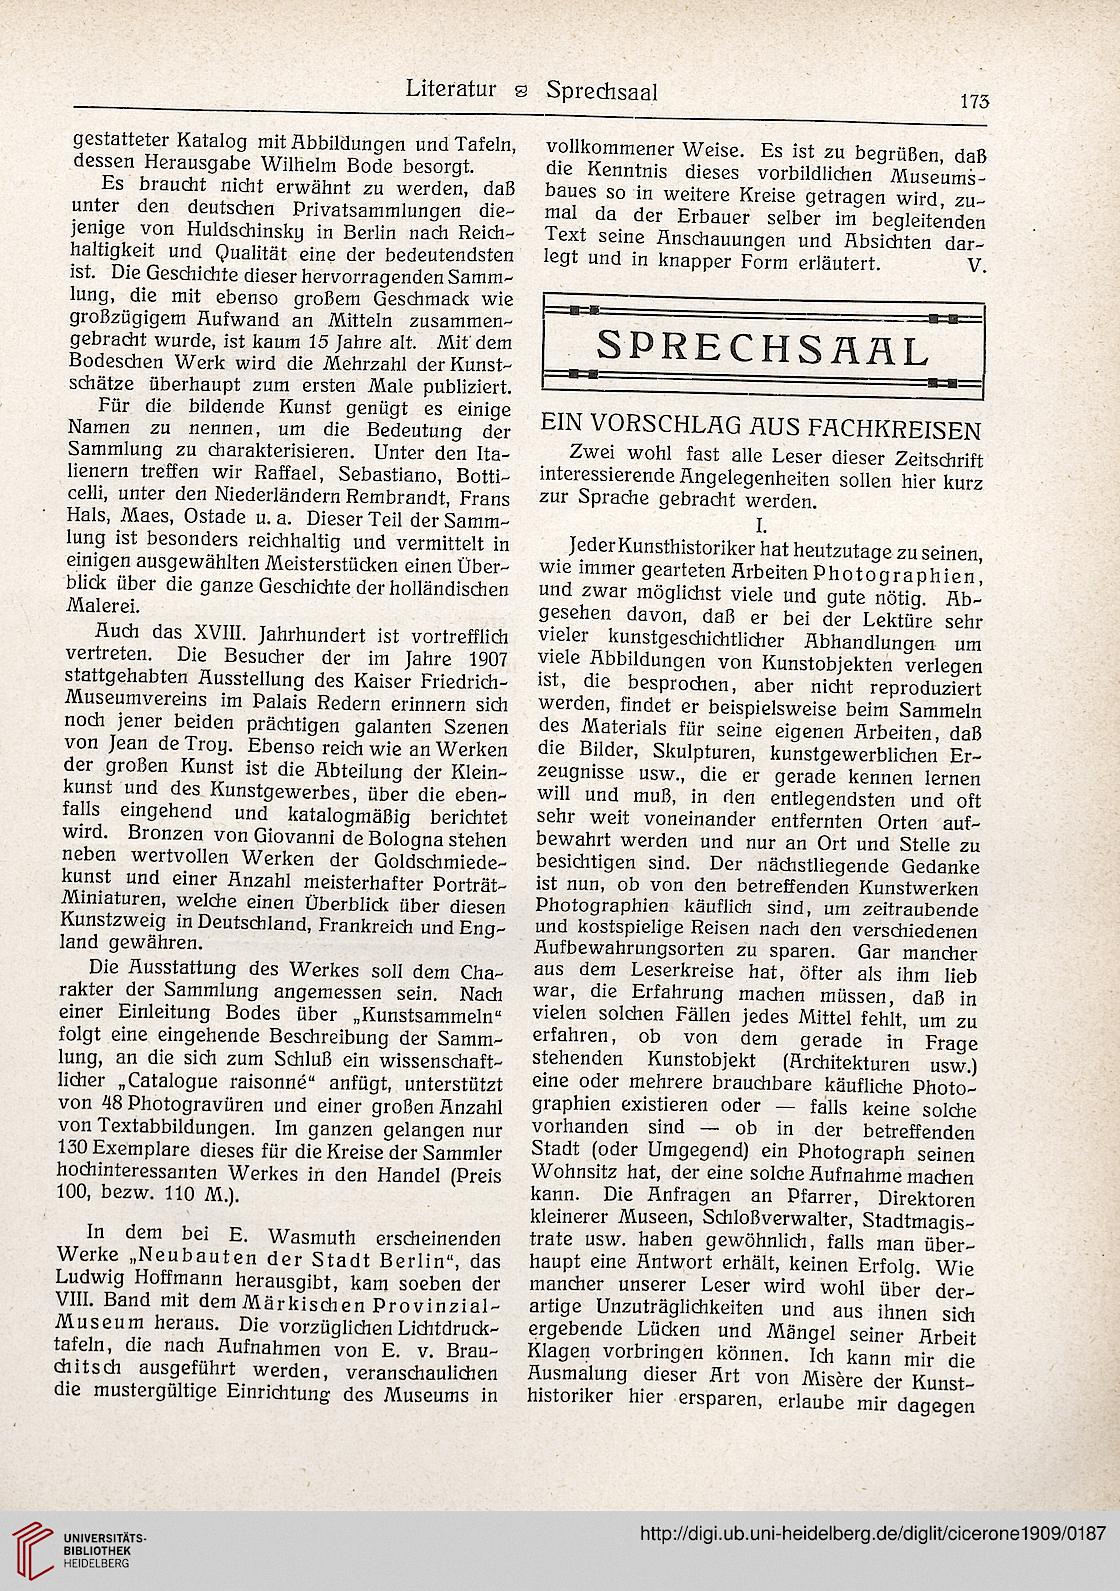 Literatur ຮ Sprechsaal
173
gestatteter Katalog mit Abbildungen und Tafeln,
dessen Herausgabe Wilhelm Bode besorgt.
Es braucht nicht erwähnt zu werden, daß
unter den deutschen Privatsammlungen die-
jenige von Huldschinsky in Berlin nach Reich-
haltigkeit und Qualität eine der bedeutendsten
ist. Die Geschichte dieser hervorragenden Samm-
lung, die mit ebenso großem Geschmack wie
großzügigem Aufwand an Mitteln zusammen-
gebracht wurde, ist kaum 15 Jahre alt. Mit dem
Bodeschen Werk wird die Mehrzahl der Kunst-
schätze überhaupt zum ersten Male publiziert.
Für die bildende Kunst genügt es einige
Namen zu nennen, um die Bedeutung der
Sammlung zu charakterisieren. Unter den Ita-
lienern treffen wir Raffael, Sebastiano, Botti-
celli, unter den Niederländern Rembrandt, Frans
Hals, Maes, Ostade u. a. Dieser Teil der Samm-
lung ist besonders reichhaltig und vermittelt in
einigen ausgewählten Meisterstücken einen Über-
blick über die ganze Geschichte der holländischen
Malerei.
Auch das XVIII. Jahrhundert ist vortrefflich
vertreten. Die Besucher der im Jahre 1907
stattgehabten Ausstellung des Kaiser Friedrich-
Museumvereins im Palais Redern erinnern sich
noch jener beiden prächtigen galanten Szenen
von Jean de Troy. Ebenso reich wie an Werken
der großen Kunst ist die Abteilung der Klein-
kunst und des Kunstgewerbes, über die eben-
falls eingehend und katalogmäßig berichtet
wird. Bronzen von Giovanni de Bologna stehen
neben wertvollen Werken der Goldschmiede-
kunst und einer Anzahl meisterhafter Porträt-
Miniaturen, welche einen Überblick über diesen
Kunstzweig in Deutschland, Frankreich und Eng-
land gewähren.
Die Ausstattung des Werkes soll dem Cha-
rakter der Sammlung angemessen sein. Nach
einer Einleitung Bodes über „Kunstsammeln“
folgt eine eingehende Beschreibung der Samm-
lung, an die sich zum Schluß ein wissenschaft-
licher „Catalogue raisonné“ anfügt, unterstützt
von 48 Photogravüren und einer großen Anzahl
von Textabbildungen. Im ganzen gelangen nur
130 Exemplare dieses für die Kreise der Sammler
hochinteressanten Werkes in den Handel (Preis
100, bezw. 110 M.).
In dem bei E. Wasmuth erscheinenden
Werke „Neubauten der Stadt Berlin“, das
Ludwig Hoffmann herausgibt, kam soeben der
VIII. Band mit dem Märkischen Provinzial-
Museum heraus. Die vorzüglichen Lichtdruck-
tafeln, die nach Aufnahmen von E. v. Brau-
chitsch ausgeführt werden, veranschaulichen
die mustergültige Einrichtung des Museums in
vollkommener Weise. Es ist zu begrüßen, daß
die Kenntnis dieses vorbildlichen Museums-
baues so in weitere Kreise getragen wird, zu-
mal da der Erbauer selber im begleitenden
Text seine Anschauungen und Absichten dar-
legt und in knapper Form erläutert. V.
SPRECHSAAL
EIN VORSCHLAG AUS FACHKREISEN
Zwei wohl fast alle Leser dieser Zeitschrift
interessierende Angelegenheiten sollen hier kurz
zur Sprache gebracht werden.
I.
Jeder Kunsthistoriker hat heutzutage zu seinen,
wie immer gearteten Arbeiten Photographien,
und zwar möglichst viele und gute nötig. Ab-
gesehen davon, daß er bei der Lektüre sehr
vieler kunstgeschichtlicher Abhandlungen um
viele Abbildungen von Kunstobjekten verlegen
ist, die besprochen, aber nicht reproduziert
werden, findet er beispielsweise beim Sammeln
des Materials für seine eigenen Arbeiten, daß
die Bilder, Skulpturen, kunstgewerblichen Er-
zeugnisse usw., die er gerade kennen lernen
will und muß, in den entlegendsten und oft
sehr weit voneinander entfernten Orten auf-
bewahrt werden und nur an Ort und Stelle zu
besichtigen sind. Der nächstliegende Gedanke
ist nun, ob von den betreffenden Kunstwerken
Photographien käuflich sind, um zeitraubende
und kostspielige Reisen nach den verschiedenen
Aufbewahrungsorten zu sparen. Gar mancher
aus dem Leserkreise hat, öfter als ihm lieb
war, die Erfahrung machen müssen, daß in
vielen solchen Fällen jedes Mittel fehlt, um zu
erfahren, ob von dem gerade in Frage
stehenden Kunstobjekt (Architekturen usw.)
eine oder mehrere brauchbare käufliche Photo-
graphien existieren oder — falls keine solche
vorhanden sind — ob in der betreffenden
Stadt (oder Umgegend) ein Photograph seinen
Wohnsitz hat, der eine solche Aufnahme machen
kann. Die Anfragen an Pfarrer, Direktoren
kleinerer Museen, Schloßverwalter, Stadtmagis-
trate usw. haben gewöhnlich, falls man über-
haupt eine Antwort erhält, keinen Erfolg. Wie
mancher unserer Leser wird wohl über der-
artige Unzuträglichkeiten und aus ihnen sich
ergebende Lücken und Mängel seiner Arbeit
Klagen vorbringen können. Ich kann mir die
Ausmalung dieser Art von Misère der Kunst-
historiker hier ersparen, erlaube mir dagegen
UNIVERSITÄTS-
BIBLIOTHEK
HEIDELBERG
http://digi.ub.uni-heidelberg.de/diglit/cicerone1909/0187